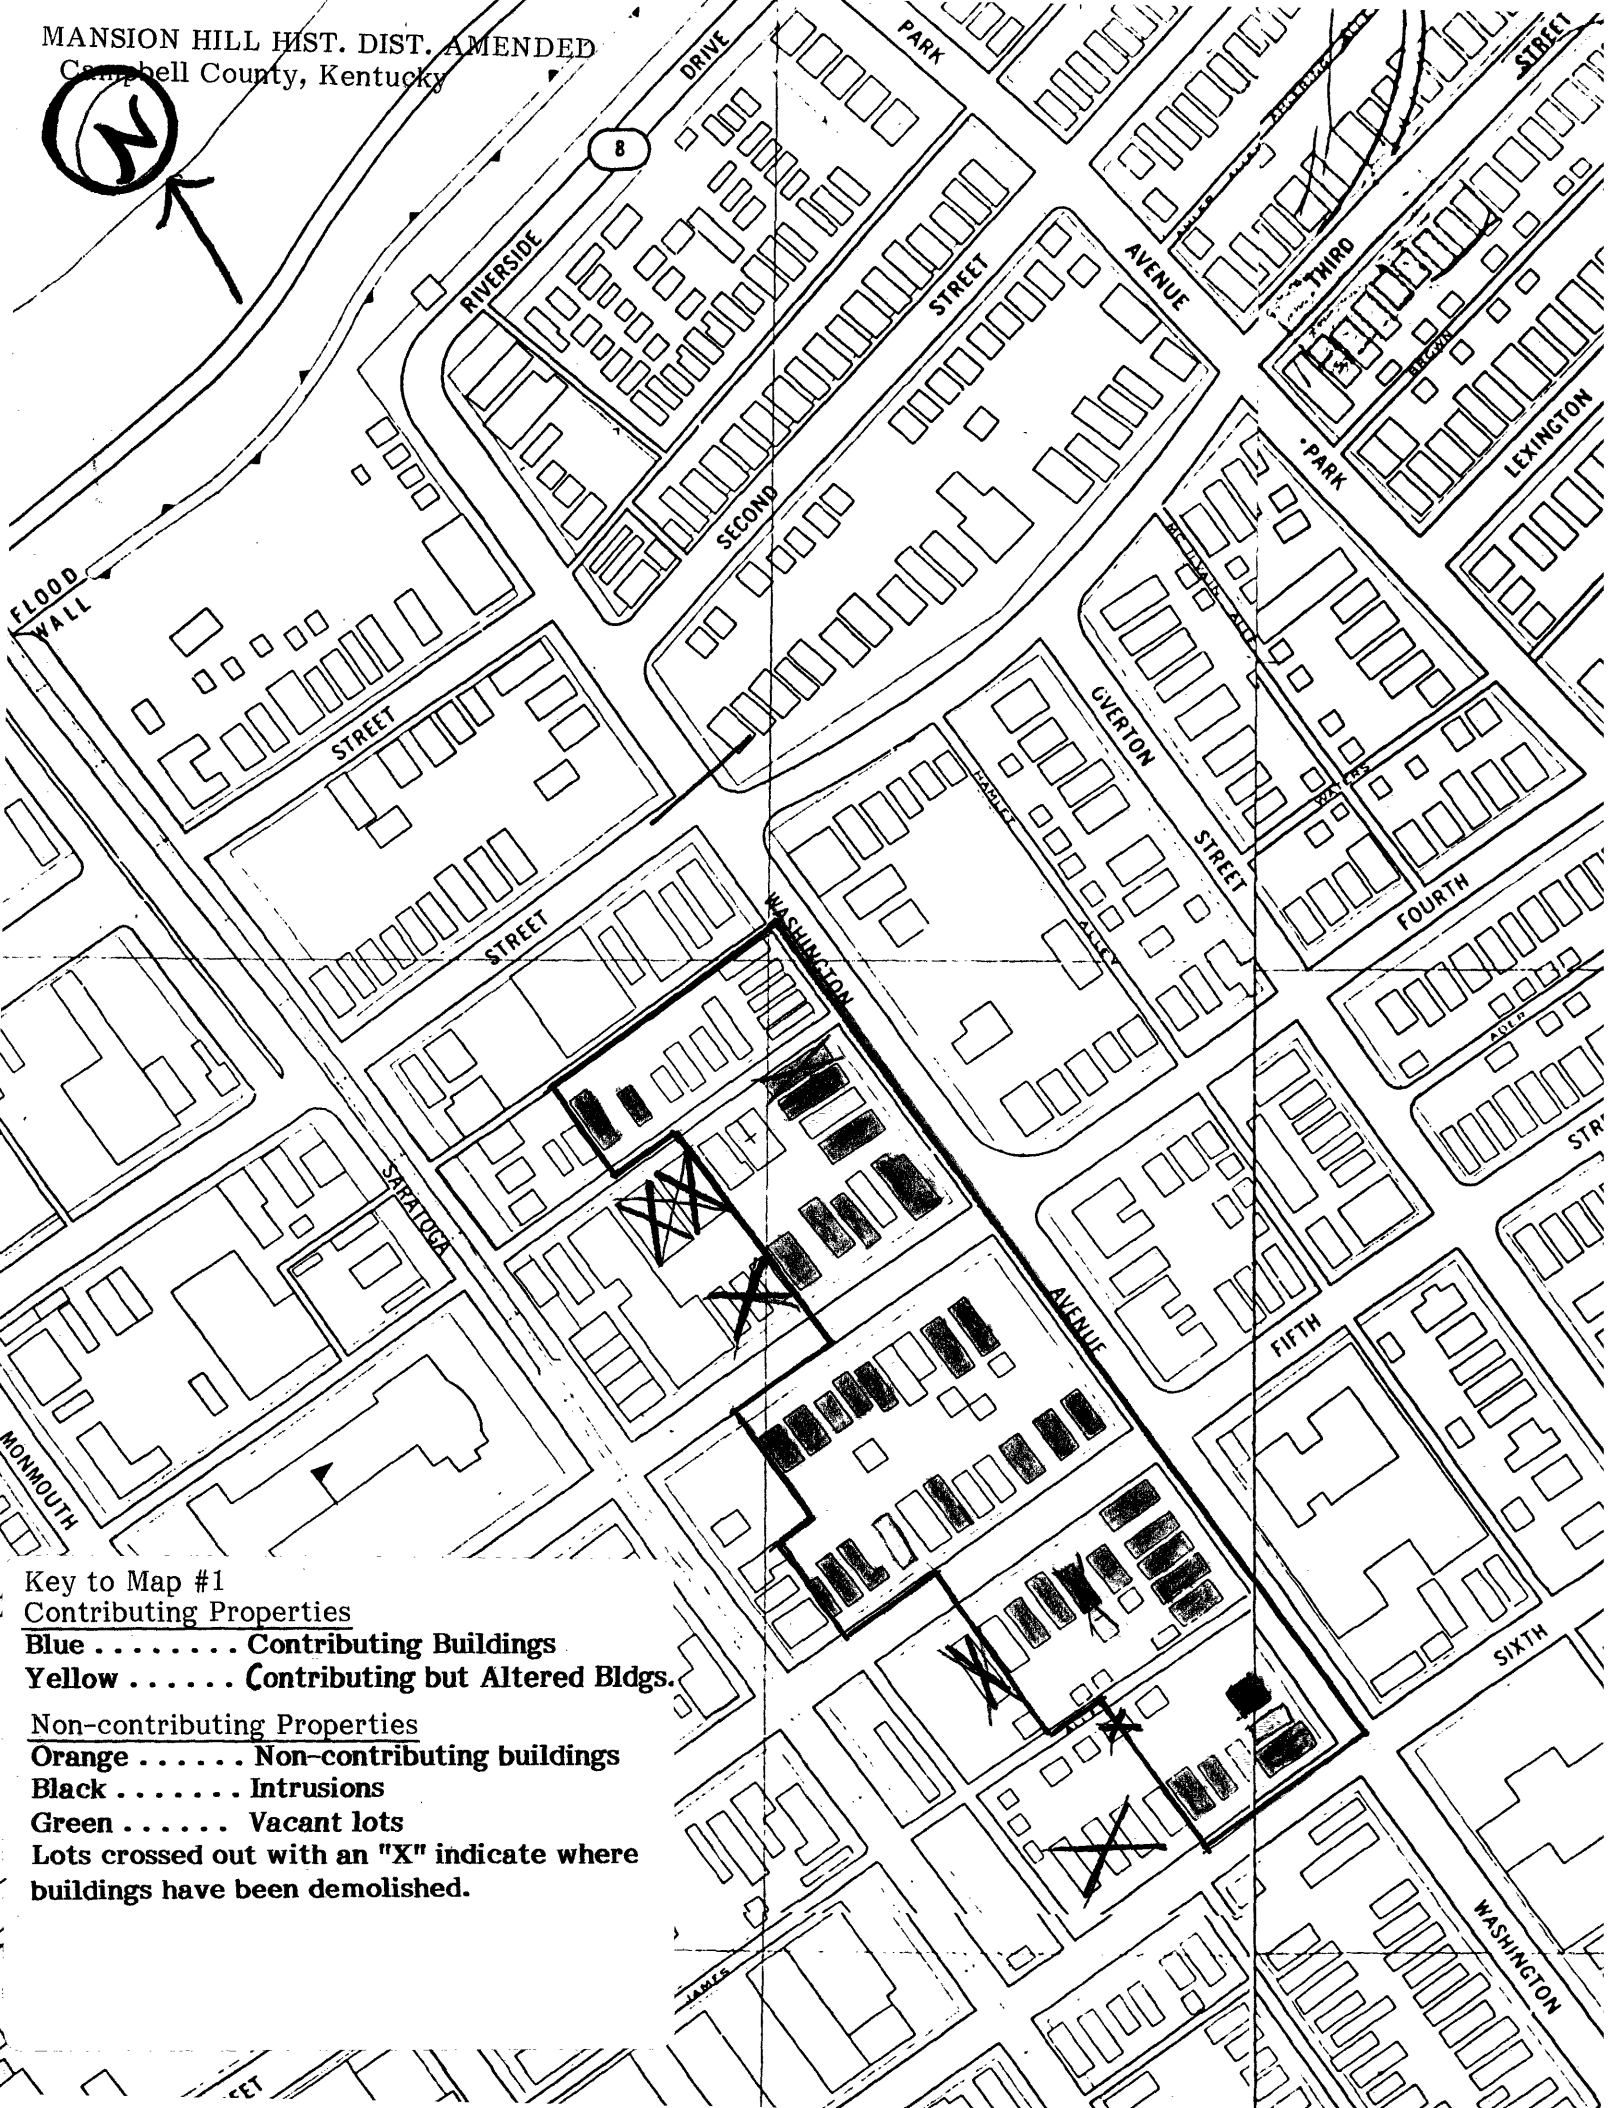 MANSION HILL HIST. DIST. AMENDED
Campbell County, Kentucky
N
8
DRIVE
PARK
STREET
RIVERSIDE
STREET
AVENUE
THIRD
BROWN
LEXINGTON
PARK
SECOND
FLOOD
WALL
STREET
OVERTON
HAMLET
WATERS
STREET
FOURTH
STREET
WASHINGTON
ALLEY
ADER
SARATOGA
AVENUE
FIFTH
MONMOUTH
SIXTH
WASHINGTON
JAMES
Key to Map #1
Contributing Properties
Blue ........ Contributing Buildings
Yellow ...... Contributing but Altered Bldgs.
Non-contributing Properties
Orange ...... Non-contributing buildings
Black ....... Intrusions
Green ...... Vacant lots
Lots crossed out with an "X" indicate where
buildings have been demolished.